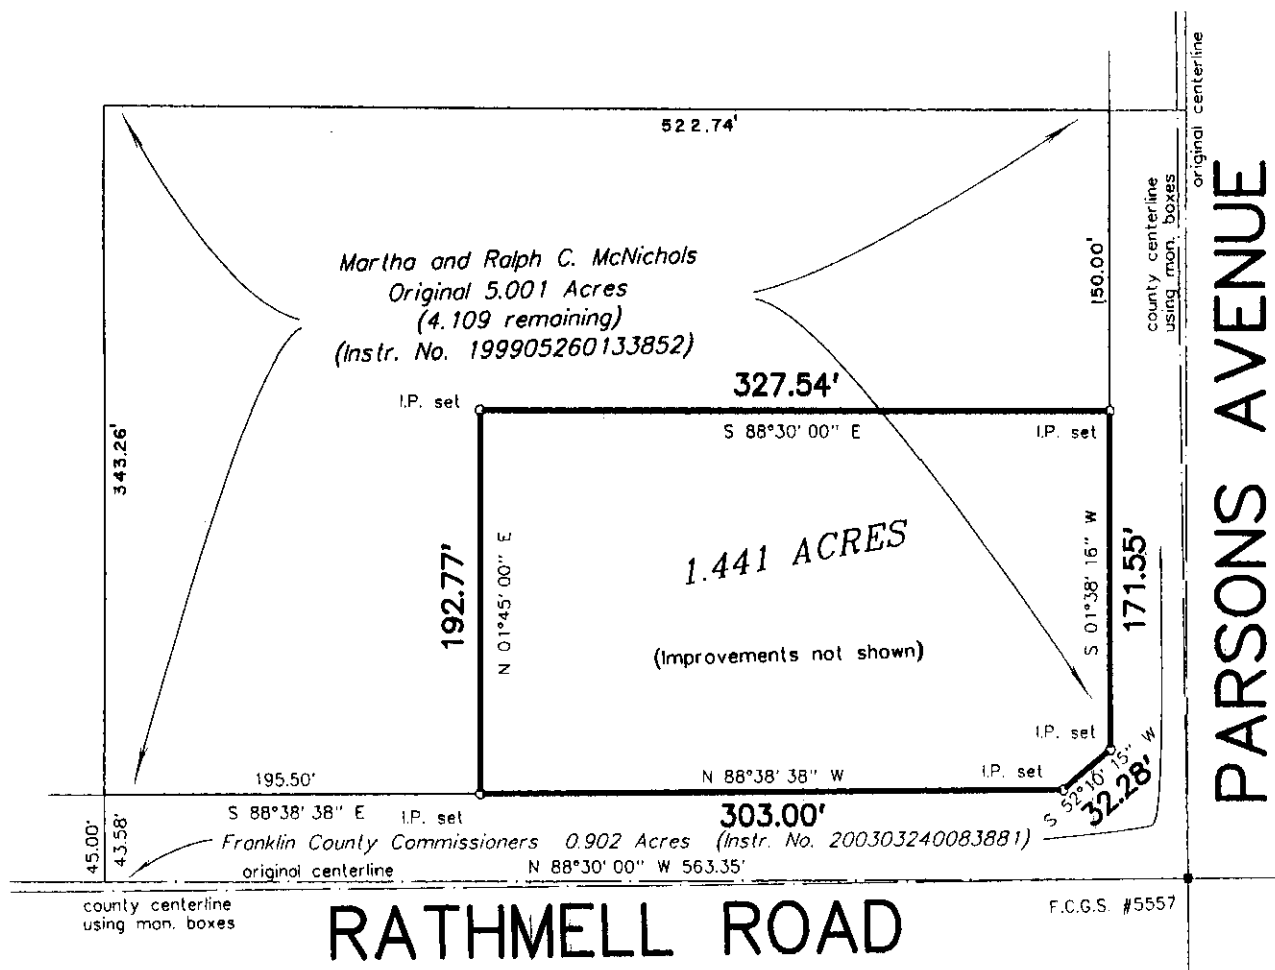 522.74'
original centerline
county centerline
using mon. boxes
PARSONS AVENUE
150.00'
Martha and Ralph C. McNichols
Original 5.001 Acres
(4.109 remaining)
(Instr. No. 199905260133852)
327.54'
I.P. set
S 88°30'00" E
I.P. set
343.26'
192.77'
N 01°45'00" E
1.441 ACRES
(Improvements not shown)
S 01°38'16" W
171.55'
I.P. set
195.50'
N 88°38'38" W
I.P. set
S 52°10'15" W
32.28'
S 88°38'38" E
I.P. set
303.00'
45.00'
43.58'
Franklin County Commissioners 0.902 Acres (Instr. No. 200303240083881)
original centerline
N 88°30'00" W 563.35'
county centerline
using mon. boxes
RATHMELL ROAD
F.C.G.S. #5557